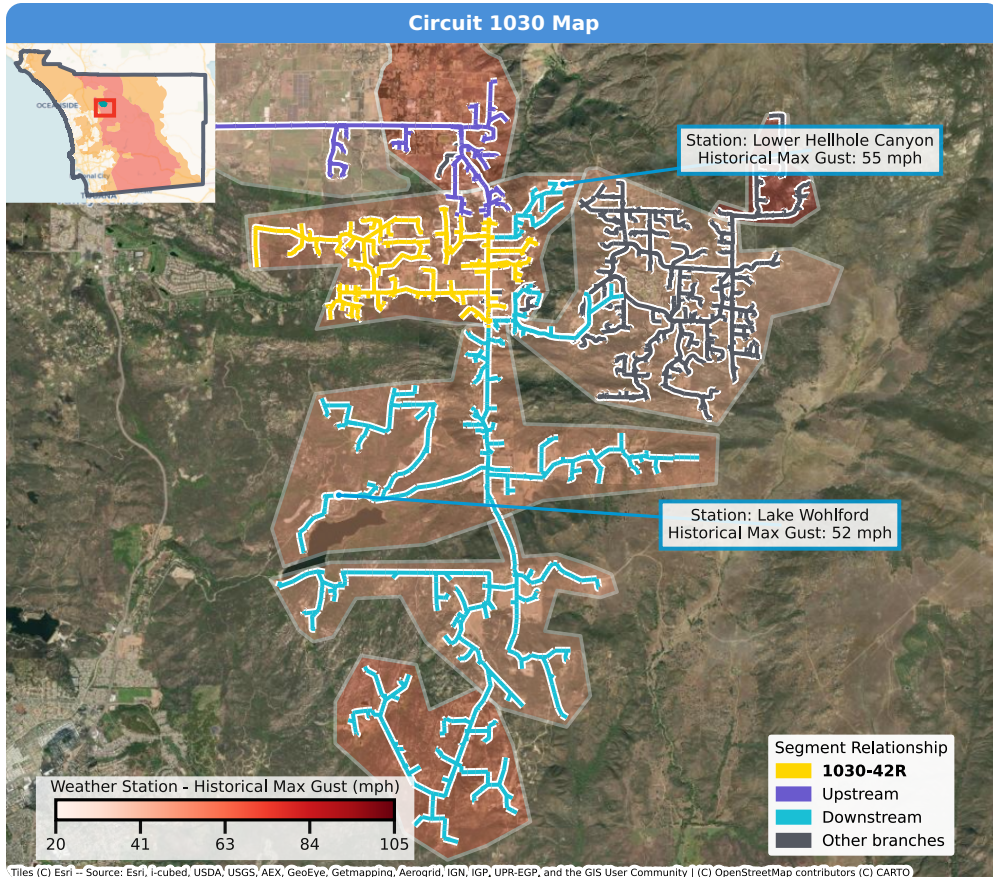 Circuit 1030 Map
OCEANSIDE
Station: Lower Hellhole Canyon
Historical Max Gust: 55 mph
Station: Lake Wohlford
Historical Max Gust: 52 mph
Segment Relationship
1030-42R
Upstream
Downstream
Other branches
Weather Station - Historical Max Gust (mph)
20 41 63 84 105
Tiles (C) Esri -- Source: Esri, i-cubed, USDA, USGS, AEX, GeoEye, Getmapping, Aerogrid, IGN, IGP, UPR-EGP, and the GIS User Community | (C) OpenStreetMap contributors (C) CARTO